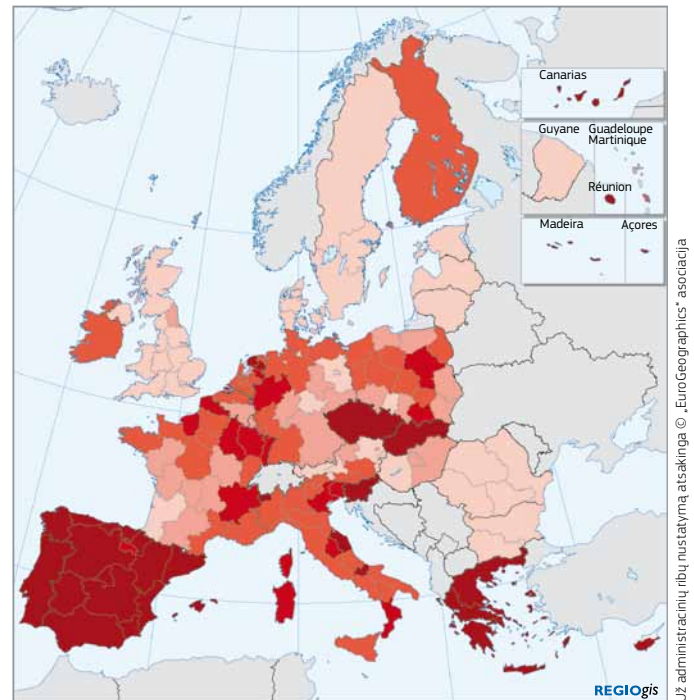 Canarias
Guyane
Guadeloupe
Martinique
Réunion
Madeira
Açores
REGIOgis
Už administracinių ribų nustatymą atsakinga © „EuroGeographics“ asociacija